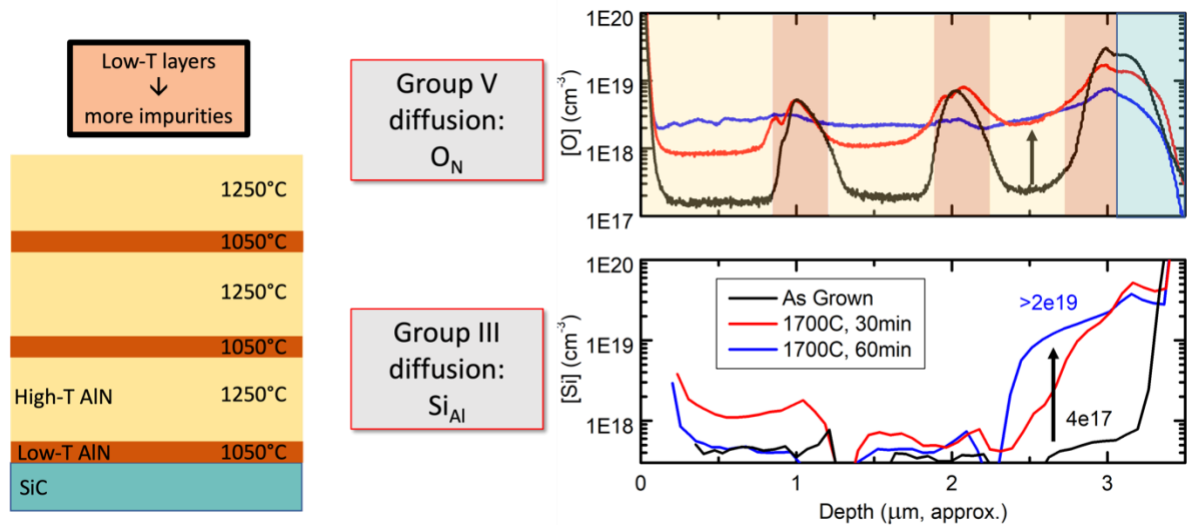 Low-T layers
↓
more impurities
1250°C
1050°C
1250°C
1050°C
High-T AlN 1250°C
Low-T AlN 1050°C
SiC
Group V
diffusion:
O_N
Group III
diffusion:
Si_Al
[O] (cm⁻³)
1E20
1E19
1E18
1E17
[Si] (cm⁻³)
1E20
1E19
1E18
As Grown
1700C, 30min
1700C, 60min
>2e19
4e17
0 1 2 3
Depth (μm, approx.)